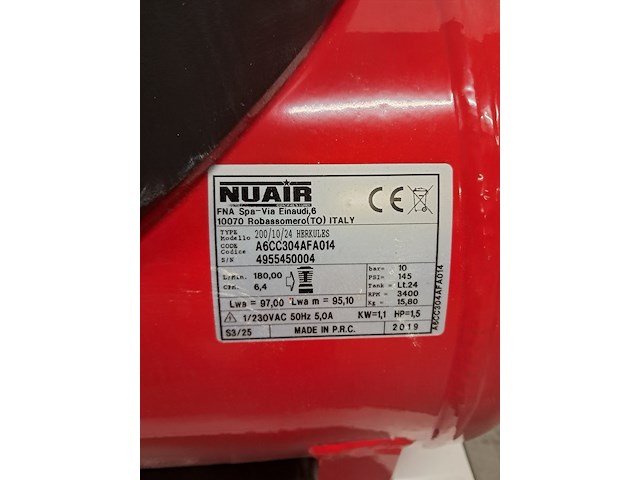 NUAIR
FNA Spa-Via Einaudi,6
10070 Robassomero(TO) ITALY
CE
TYPE
Modello 200/10/24 HERKULES
CODE
Codice A6CC304AFA014
S/N 4955450004
L/Min. 180,00
CFM. 6,4
bar= 10
PSI= 145
Tank = Lt.24
RPM = 3400
Kg = 15,80
Lwa = 97,00 Lwa m = 95,10
1/230VAC 50Hz 5,0A KW=1,1 HP=1,5
S3/25 MADE IN P.R.C. 2019
A6CC304AFA014